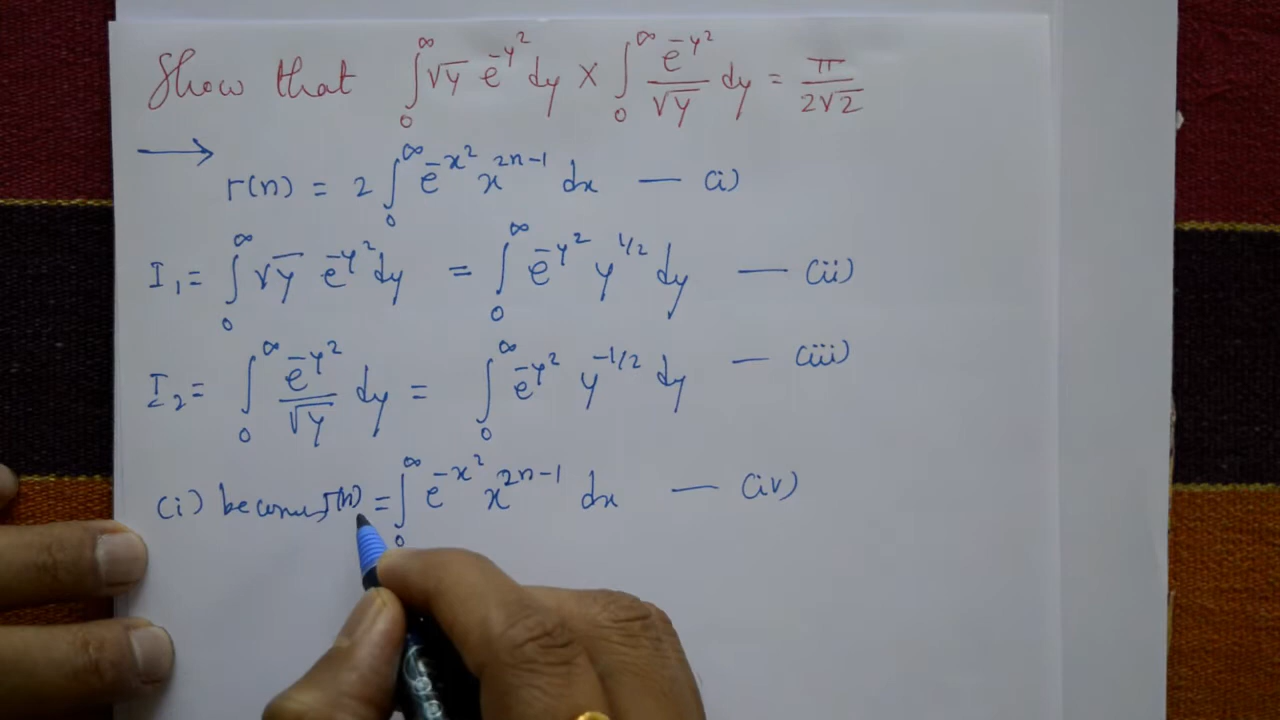 Show that ∫₀^∞ √y e^{-y²} dy × ∫₀^∞ e^{-y²}/√y dy = π/(2√2)
→
Γ(n) = 2 ∫₀^∞ e^{-x²} x^{2n-1} dx — (i)
I₁ = ∫₀^∞ √y e^{-y²} dy = ∫₀^∞ e^{-y²} y^{1/2} dy — (ii)
I₂ = ∫₀^∞ e^{-y²}/√y dy = ∫₀^∞ e^{-y²} y^{-1/2} dy — (iii)
(i) becomes Γ(n) = ∫₀^∞ e^{-x²} x^{2n-1} dx — (iv)